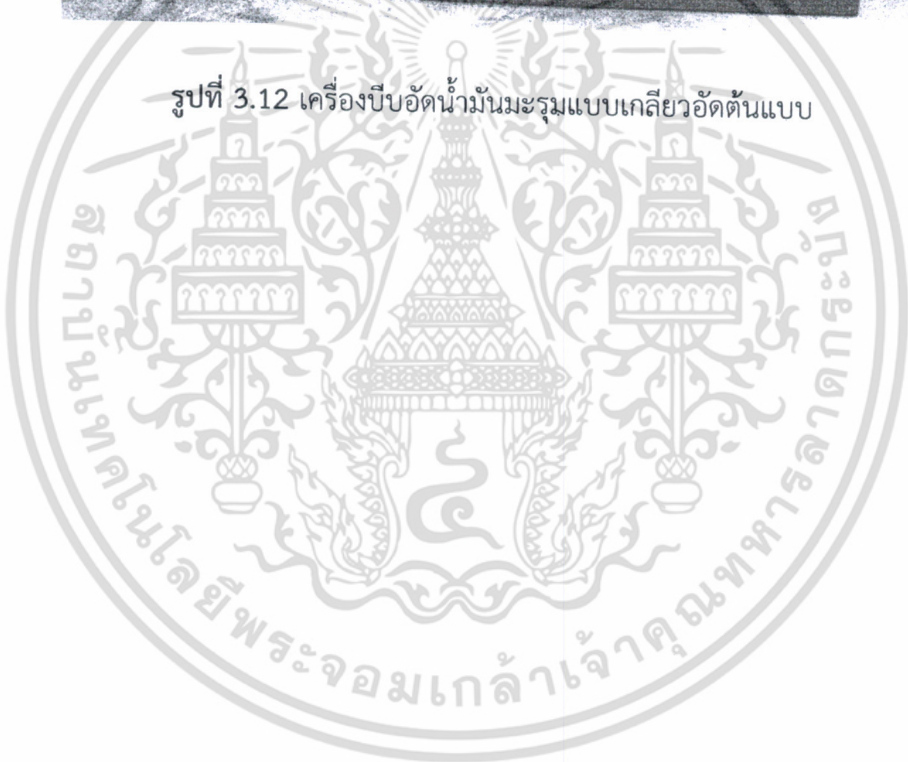 รูปที่ 3.12 เครื่องบีบอัดน้ำมันมะรุมแบบเกลียวอัดต้นแบบ
สถาบันเทคโนโลยีพระจอมเกล้าเจ้าคุณทหารลาดกระบัง